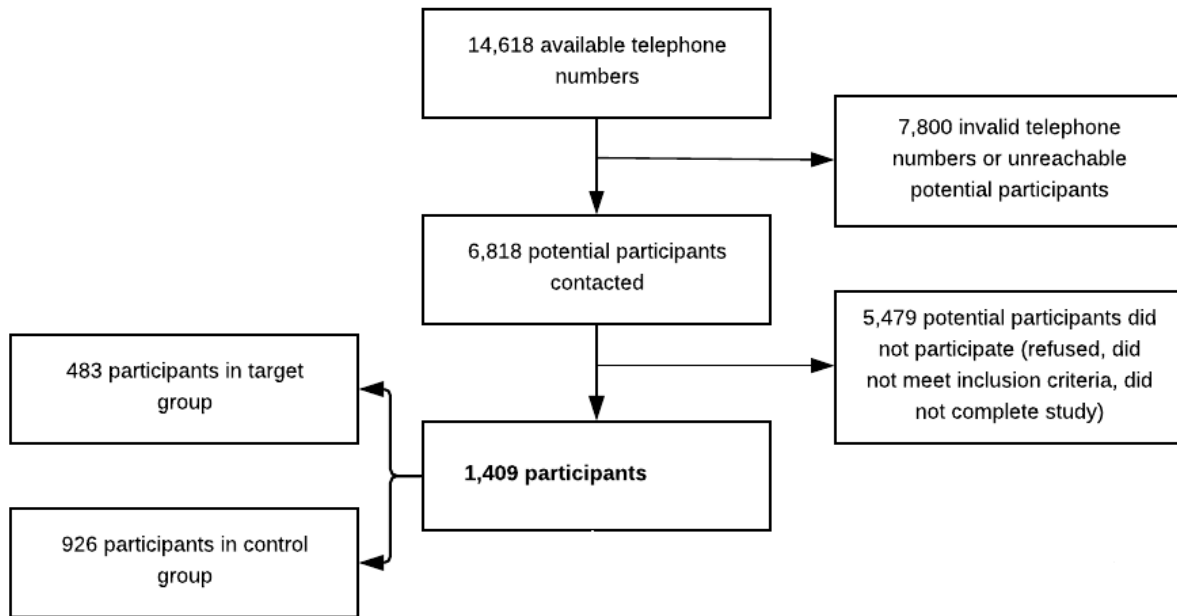 14,618 available telephone
numbers
7,800 invalid telephone
numbers or unreachable
potential participants
6,818 potential participants
contacted
5,479 potential participants did
not participate (refused, did
not meet inclusion criteria, did
not complete study)
483 participants in target
group
1,409 participants
926 participants in control
group